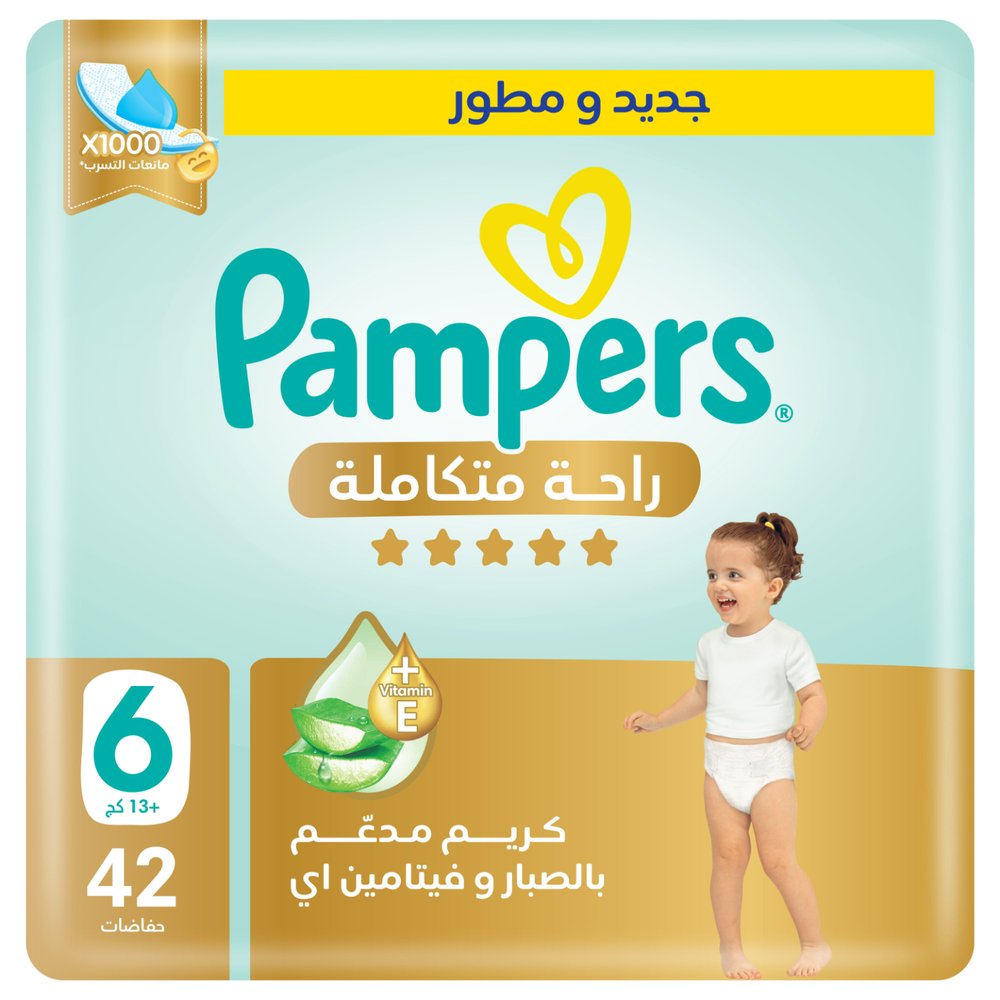 جديد و مطور
X1000
مانعات التسرب*
Pampers®
راحة متكاملة
+
Vitamin
E
6
+13 كج
42
حفاضات
كريم مدعّم
بالصبار و فيتامين اي